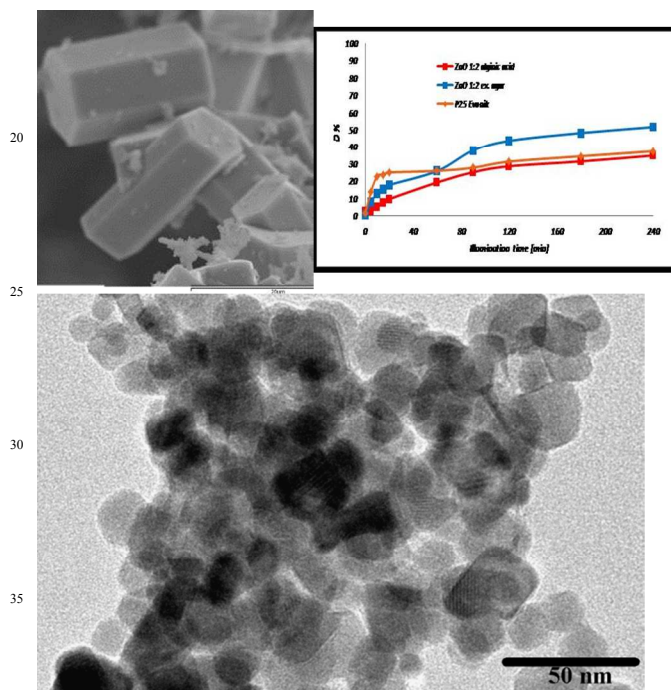 20
25
30
35
100
90
80
70
60
50
40
30
20
10
0
ZnO 1:2 alginic acid
ZnO 1:2 ex. agar
P25 Evonik
D %
0 40 80 120 160 200 240
Illumination time [min]
20um
50 nm